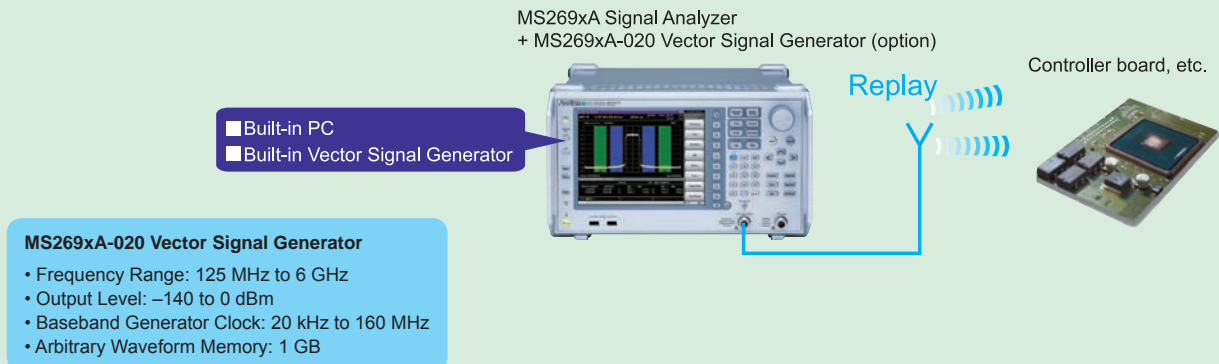 MS269xA Signal Analyzer
+ MS269xA-020 Vector Signal Generator (option)
Replay
Controller board, etc.
■Built-in PC
■Built-in Vector Signal Generator
MS269xA-020 Vector Signal Generator
• Frequency Range: 125 MHz to 6 GHz
• Output Level: –140 to 0 dBm
• Baseband Generator Clock: 20 kHz to 160 MHz
• Arbitrary Waveform Memory: 1 GB